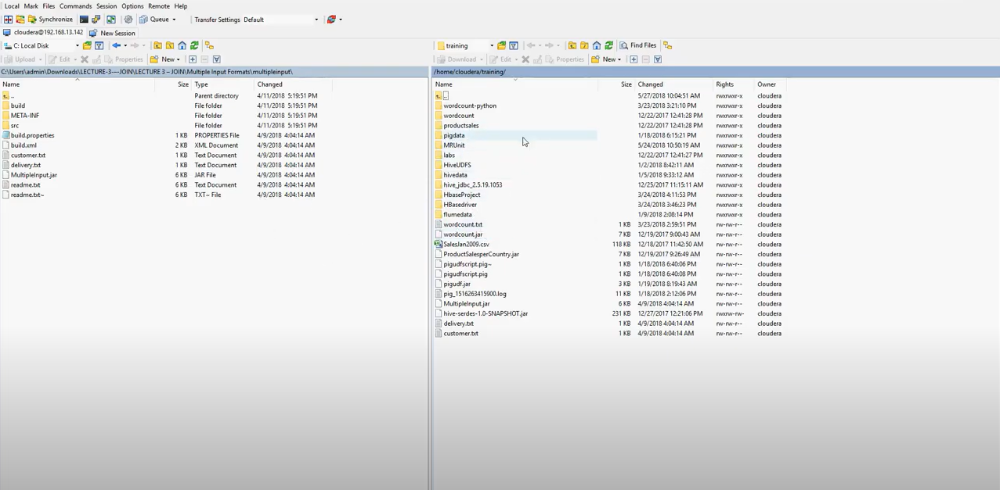 Local Mark Files Commands Session Options Remote Help
Synchronize Queue Transfer Settings Default
cloudera@192.168.13.142 New Session
C: Local Disk
Upload Edit Properties New
C:\Users\admin\Downloads\LECTURE-3----JOIN\LECTURE 3 – JOIN\Multiple Input Formats\multipleinput\
Name Size Type Changed
.. Parent directory 4/11/2018 5:19:51 PM
build File folder 4/11/2018 5:19:51 PM
META-INF File folder 4/11/2018 5:19:51 PM
src File folder 4/11/2018 5:19:51 PM
build.properties 1 KB PROPERTIES File 4/9/2018 4:04:14 AM
build.xml 2 KB XML Document 4/9/2018 4:04:14 AM
customer.txt 1 KB Text Document 4/9/2018 4:04:14 AM
delivery.txt 1 KB Text Document 4/9/2018 4:04:14 AM
MultipleInput.jar 6 KB JAR File 4/9/2018 4:04:14 AM
readme.txt 6 KB Text Document 4/9/2018 4:04:14 AM
readme.txt~ 6 KB TXT~ File 4/9/2018 4:04:14 AM
training Find Files
Download Edit Properties New
/home/cloudera/training/
Name Size Changed Rights Owner
.. 5/27/2018 10:04:51 AM rwxrwxr-x cloudera
wordcount-python 3/23/2018 3:21:10 PM rwxrwxr-x cloudera
wordcount 12/22/2017 12:41:28 PM rwxrwxr-x cloudera
productsales 12/22/2017 12:41:28 PM rwxrwxr-x cloudera
pigdata 1/18/2018 6:15:21 PM rwxrwxr-x cloudera
MRUnit 5/24/2018 10:50:19 AM rwxrwxr-x cloudera
labs 12/22/2017 12:41:27 PM rwxrwxr-x cloudera
HiveUDFS 1/2/2018 8:42:11 AM rwxrwxr-x cloudera
hivedata 1/5/2018 9:33:12 AM rwxrwxr-x cloudera
hive_jdbc_2.5.19.1053 12/25/2017 11:15:11 AM rwxrwxr-x cloudera
HbaseProject 3/24/2018 4:11:53 PM rwxrwxr-x cloudera
HBasedriver 3/24/2018 3:46:23 PM rwxrwxr-x cloudera
flumedata 1/9/2018 2:08:14 PM rwxrwxr-x cloudera
wordcount.txt 1 KB 3/23/2018 2:59:51 PM rw-rw-r-- cloudera
wordcount.jar 7 KB 12/19/2017 9:00:43 AM rw-rw-r-- cloudera
SalesJan2009.csv 118 KB 12/18/2017 11:42:50 AM rw-rw-r-- cloudera
ProductSalesperCountry.jar 7 KB 12/19/2017 9:26:49 AM rw-rw-r-- cloudera
pigudfscript.pig~ 1 KB 1/18/2018 6:40:06 PM rw-rw-r-- cloudera
pigudfscript.pig 1 KB 1/18/2018 6:40:08 PM rw-rw-r-- cloudera
pigudf.jar 3 KB 1/19/2018 8:19:43 AM rw-rw-r-- cloudera
pig_1516263415900.log 11 KB 1/18/2018 2:12:06 PM rw-rw-r-- cloudera
MultipleInput.jar 6 KB 4/9/2018 4:04:14 AM rw-rw-r-- cloudera
hive-serdes-1.0-SNAPSHOT.jar 231 KB 12/27/2017 12:21:06 PM rwxrw-rw- cloudera
delivery.txt 1 KB 4/9/2018 4:04:14 AM rw-rw-r-- cloudera
customer.txt 1 KB 4/9/2018 4:04:14 AM rw-rw-r-- cloudera